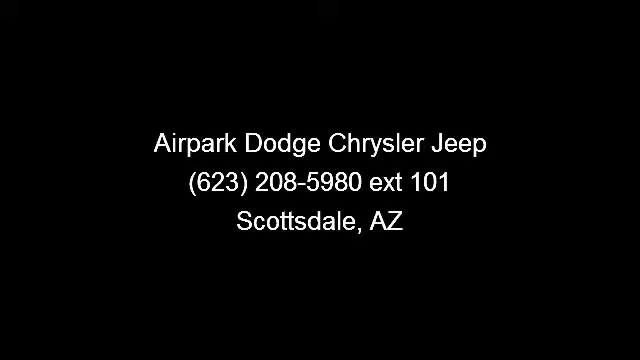 Airpark Dodge Chrysler Jeep
(623) 208-5980 ext 101
Scottsdale, AZ